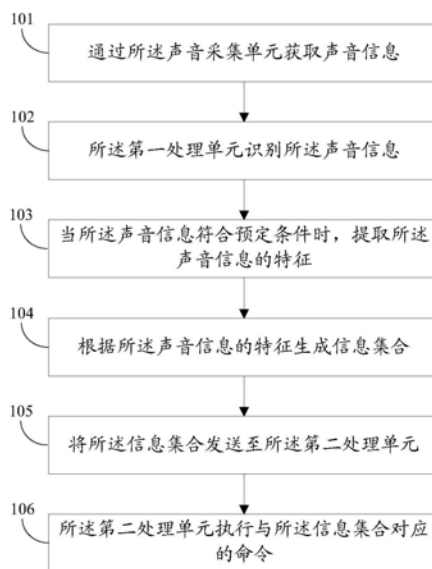 101
通过所述声音采集单元获取声音信息
102
所述第一处理单元识别所述声音信息
103
当所述声音信息符合预定条件时，提取所述
声音信息的特征
104
根据所述声音信息的特征生成信息集合
105
将所述信息集合发送至所述第二处理单元
106
所述第二处理单元执行与所述信息集合对应
的命令